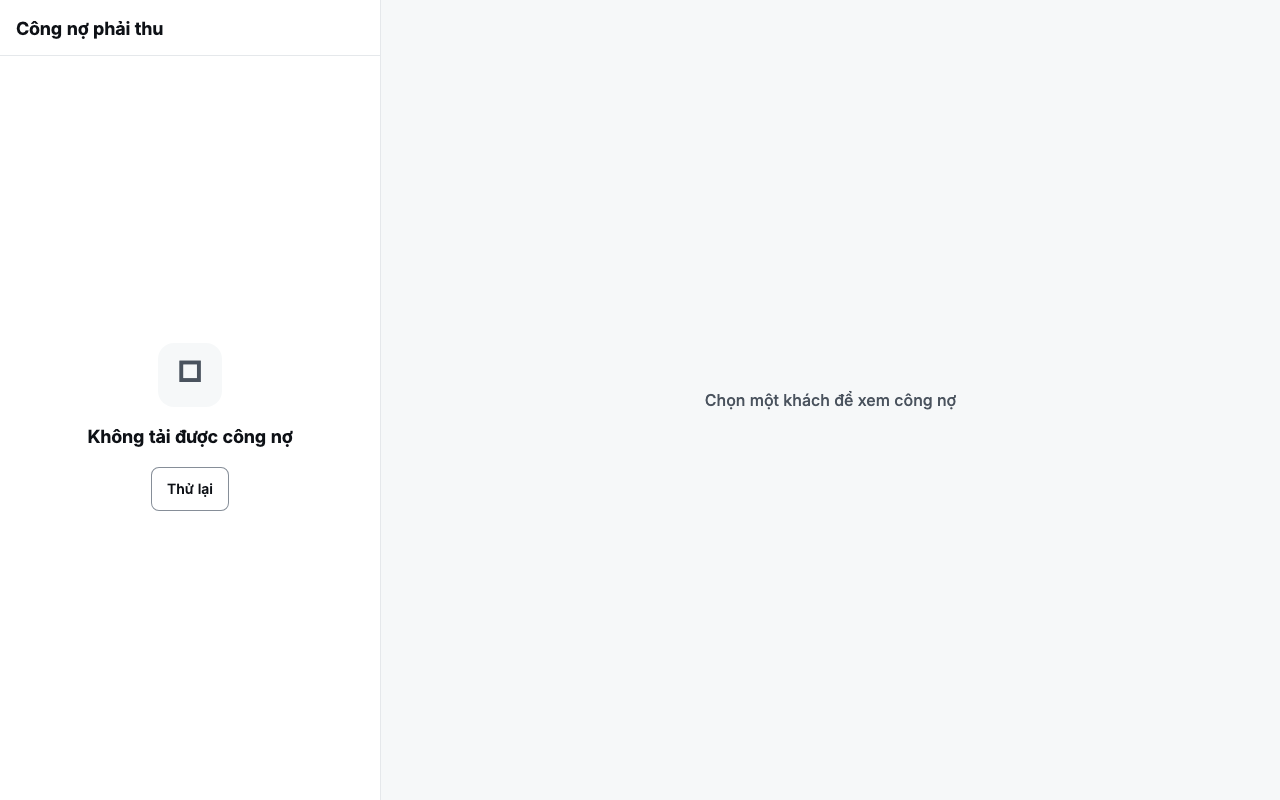 Công nợ phải thu
Không tải được công nợ
Thử lại
Chọn một khách để xem công nợ